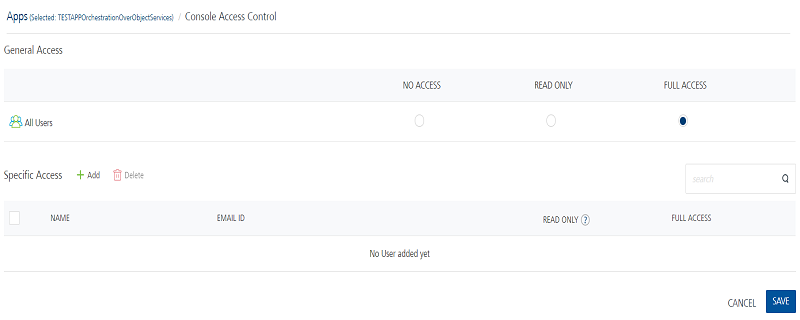 Apps (Selected: TESTAPPOrchestrationOverObjectServices) / Console Access Control
General Access
NO ACCESS READ ONLY FULL ACCESS
All Users
Specific Access + Add Delete search
NAME EMAIL ID READ ONLY ? FULL ACCESS
No User added yet
CANCEL SAVE